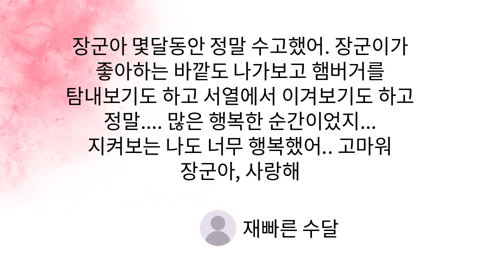 장군아 몇달동안 정말 수고했어. 장군이가
좋아하는 바깥도 나가보고 햄버거를
탐내보기도 하고 서열에서 이겨보기도 하고
정말.... 많은 행복한 순간이었지...
지켜보는 나도 너무 행복했어.. 고마워
장군아, 사랑해
재빠른 수달